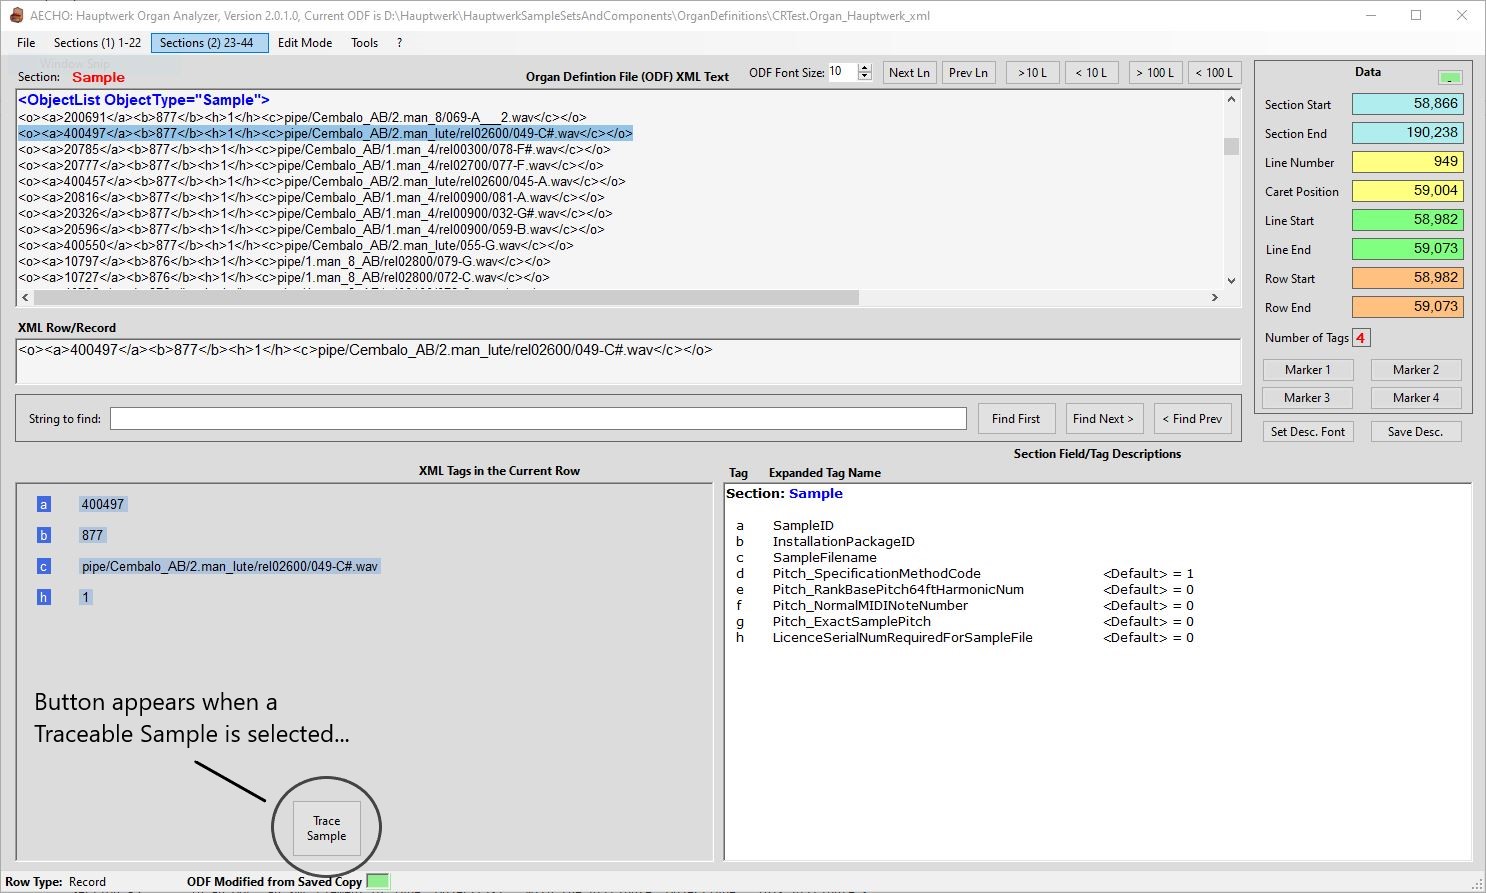 AECHO: Hauptwerk Organ Analyzer, Version 2.0.1.0, Current ODF is D:\Hauptwerk\HauptwerkSampleSetsAndComponents\OrganDefinitions\CRTest.Organ_Hauptwerk_xml
File Sections (1) 1-22 Sections (2) 23-44 Edit Mode Tools ?
Window Snip
Section: Sample Organ Defintion File (ODF) XML Text ODF Font Size: 10 Next Ln Prev Ln >10 L < 10 L > 100 L < 100 L
<ObjectList ObjectType="Sample">
<o><a>200691</a><b>877</b><h>1</h><c>pipe/Cembalo_AB/2.man_8/069-A___2.wav</c></o>
<o><a>400497</a><b>877</b><h>1</h><c>pipe/Cembalo_AB/2.man_lute/rel02600/049-C#.wav</c></o>
<o><a>20785</a><b>877</b><h>1</h><c>pipe/Cembalo_AB/1.man_4/rel00300/078-F#.wav</c></o>
<o><a>20777</a><b>877</b><h>1</h><c>pipe/Cembalo_AB/1.man_4/rel02700/077-F.wav</c></o>
<o><a>400457</a><b>877</b><h>1</h><c>pipe/Cembalo_AB/2.man_lute/rel02600/045-A.wav</c></o>
<o><a>20816</a><b>877</b><h>1</h><c>pipe/Cembalo_AB/1.man_4/rel00900/081-A.wav</c></o>
<o><a>20326</a><b>877</b><h>1</h><c>pipe/Cembalo_AB/1.man_4/rel00900/032-G#.wav</c></o>
<o><a>20596</a><b>877</b><h>1</h><c>pipe/Cembalo_AB/1.man_4/rel00900/059-B.wav</c></o>
<o><a>400550</a><b>877</b><h>1</h><c>pipe/Cembalo_AB/2.man_lute/055-G.wav</c></o>
<o><a>10797</a><b>876</b><h>1</h><c>pipe/1.man_8_AB/rel02800/079-G.wav</c></o>
<o><a>10727</a><b>876</b><h>1</h><c>pipe/1.man_8_AB/rel02800/072-C.wav</c></o>
XML Row/Record
<o><a>400497</a><b>877</b><h>1</h><c>pipe/Cembalo_AB/2.man_lute/rel02600/049-C#.wav</c></o>
String to find: Find First Find Next > < Find Prev
Data
Section Start 58,866
Section End 190,238
Line Number 949
Caret Position 59,004
Line Start 58,982
Line End 59,073
Row Start 58,982
Row End 59,073
Number of Tags 4
Marker 1 Marker 2
Marker 3 Marker 4
Set Desc. Font Save Desc.
XML Tags in the Current Row
a 400497
b 877
c pipe/Cembalo_AB/2.man_lute/rel02600/049-C#.wav
h 1
Button appears when a
Traceable Sample is selected...
Trace
Sample
Section Field/Tag Descriptions
Tag Expanded Tag Name
Section: Sample
a SampleID
b InstallationPackageID
c SampleFilename
d Pitch_SpecificationMethodCode <Default> = 1
e Pitch_RankBasePitch64ftHarmonicNum <Default> = 0
f Pitch_NormalMIDINoteNumber <Default> = 0
g Pitch_ExactSamplePitch <Default> = 0
h LicenceSerialNumRequiredForSampleFile <Default> = 0
Row Type: Record ODF Modified from Saved Copy